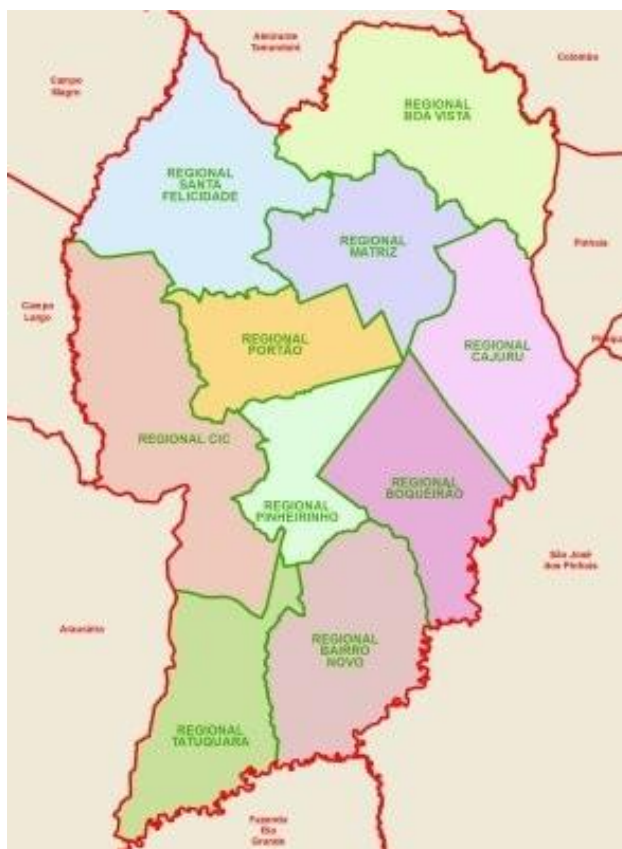 Almirante
Tamandaré
Colombo
Campo
Magro
REGIONAL
BOA VISTA
REGIONAL
SANTA
FELICIDADE
REGIONAL
MATRIZ
Pinhais
Campo
Largo
REGIONAL
PORTÃO
REGIONAL
CAJURU
REGIONAL CIC
REGIONAL
BOQUEIRÃO
REGIONAL
PINHEIRINHO
São José
dos Pinhais
Araucária
REGIONAL
BAIRRO
NOVO
REGIONAL
TATUQUARA
Fazenda
Rio
Grande